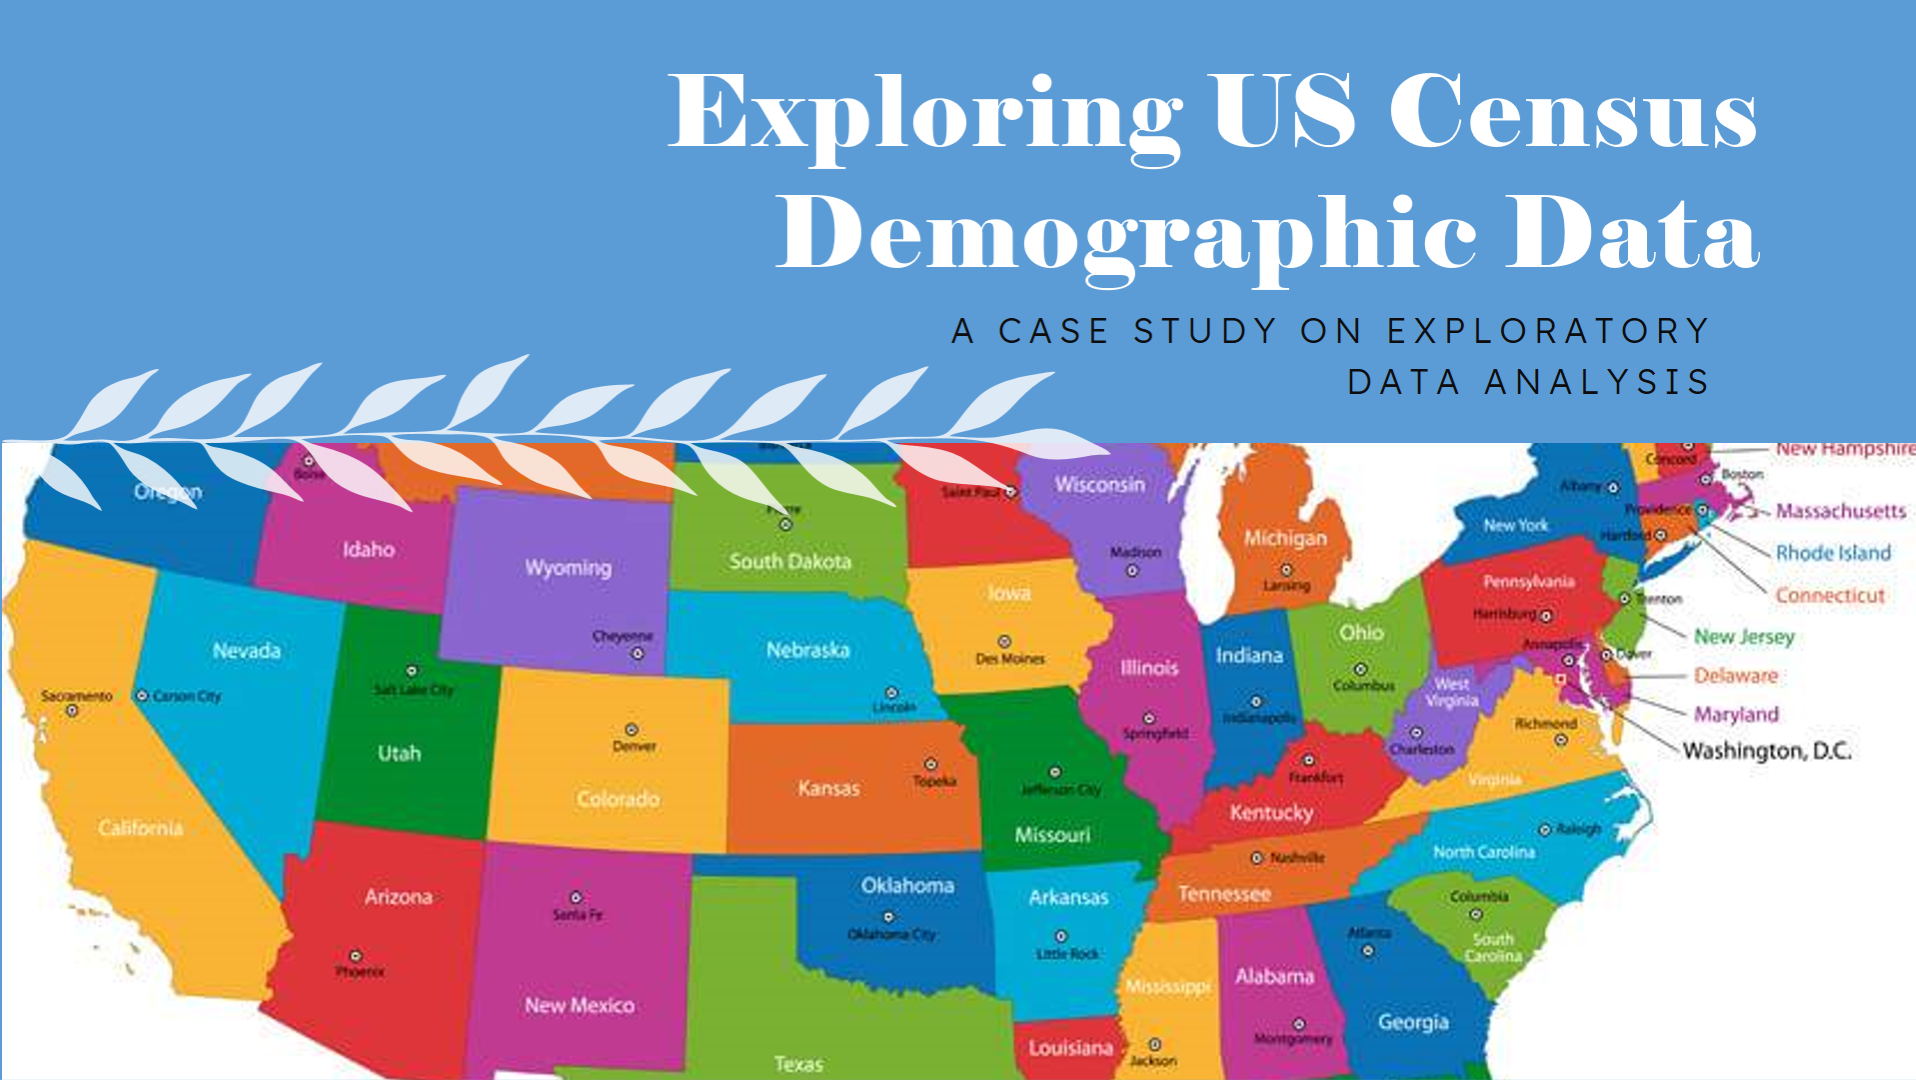 Exploring US Census
Demographic Data
A CASE STUDY ON EXPLORATORY
DATA ANALYSIS
New Hampshire
Concord
Boise
Boston
Wisconsin
Albany
Oregon
Saint Paul
Massachusetts
Providence
Pierre
New York
Hartford
Michigan
Idaho
Madison
Rhode Island
South Dakota
Wyoming
Pennsylvania
Lansing
Iowa
Connecticut
Trenton
Harrisburg
Ohio
Cheyenne
New Jersey
Annapolis
Nevada
Nebraska
Indiana
Dover
Des Moines
Illinois
Delaware
Columbus
Salt Lake City
West
Virginia
Sacramento
Carson City
Lincoln
Maryland
Indianapolis
Richmond
Springfield
Denver
Charleston
Washington, D.C.
Utah
Topeka
Frankfort
Virginia
Kansas
Jefferson City
Colorado
Kentucky
California
Raleigh
Missouri
North Carolina
Nashville
Oklahoma
Tennessee
Arizona
Arkansas
Columbia
Santa Fe
Oklahoma City
Atlanta
South
Carolina
Little Rock
Phoenix
Alabama
Mississippi
New Mexico
Georgia
Montgomery
Louisiana
Jackson
Texas